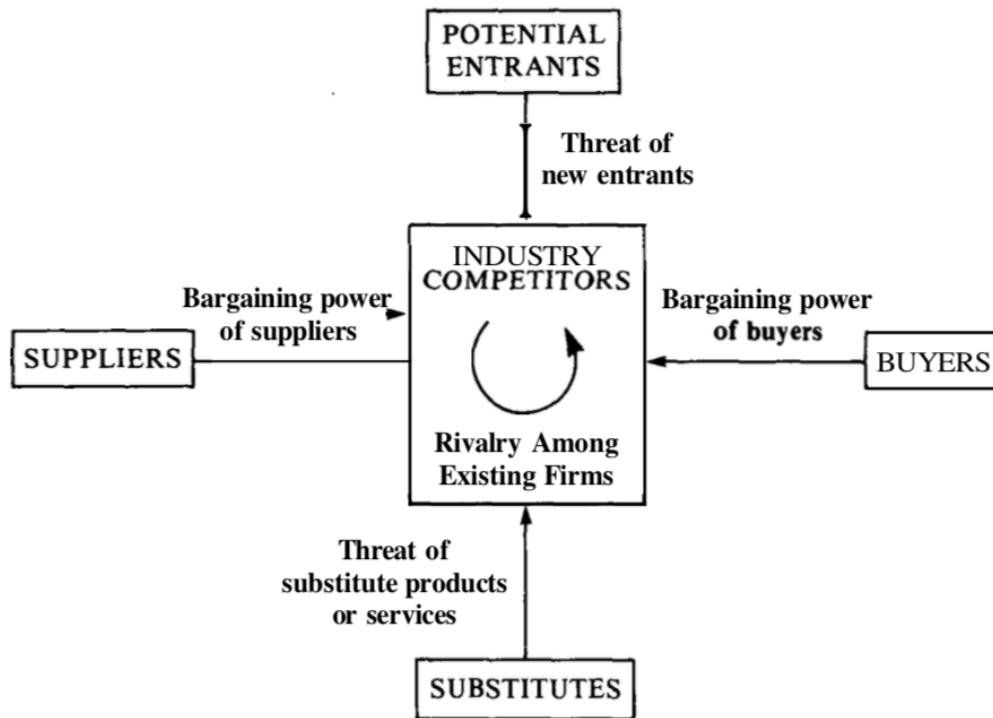 POTENTIAL
ENTRANTS
Threat of
new entrants
INDUSTRY
COMPETITORS
Bargaining power
of suppliers
Bargaining power
of buyers
SUPPLIERS
BUYERS
Rivalry Among
Existing Firms
Threat of
substitute products
or services
SUBSTITUTES